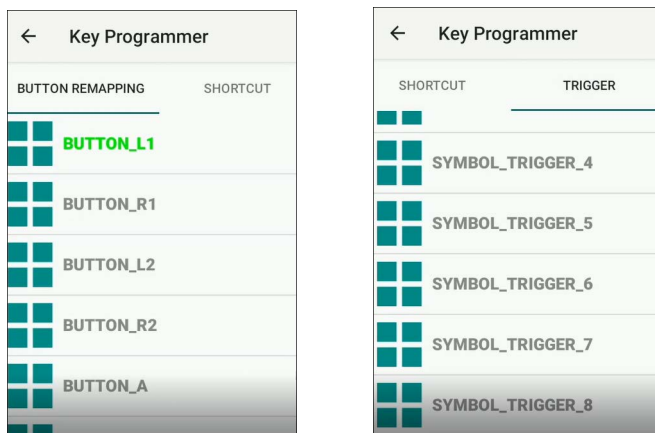 ← Key Programmer
BUTTON REMAPPING SHORTCUT
BUTTON_L1
BUTTON_R1
BUTTON_L2
BUTTON_R2
BUTTON_A
← Key Programmer
SHORTCUT TRIGGER
SYMBOL_TRIGGER_4
SYMBOL_TRIGGER_5
SYMBOL_TRIGGER_6
SYMBOL_TRIGGER_7
SYMBOL_TRIGGER_8